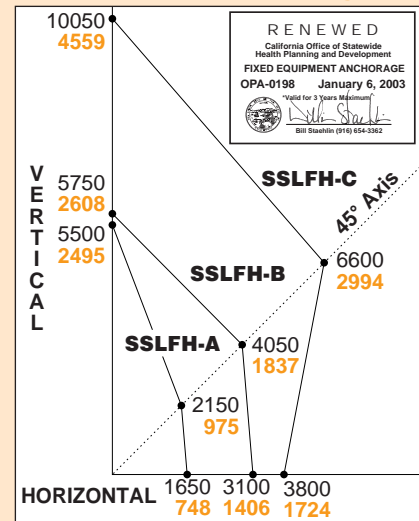 10050
4559
RENEWED
California Office of Statewide
Health Planning and Development
FIXED EQUIPMENT ANCHORAGE
OPA-0198 January 6, 2003
*Valid for 3 Years Maximum
Bill Staehlin (916) 654-3362
SSLFH-C
45° Axis
VERTICAL
5750
2608
5500
2495
SSLFH-B
6600
2994
SSLFH-A
4050
1837
2150
975
HORIZONTAL
1650
748
3100
1406
3800
1724